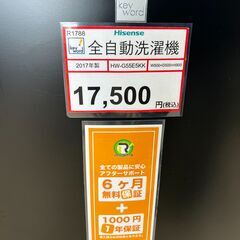 key
word
R1788
Hisense
key
word
全自動洗濯機
2017年製
HW-G55E5KK
17,500
円(税込)
R
全ての製品に安心
アフターサポート
6ヶ月
無料保証
+
1000円
1年保証